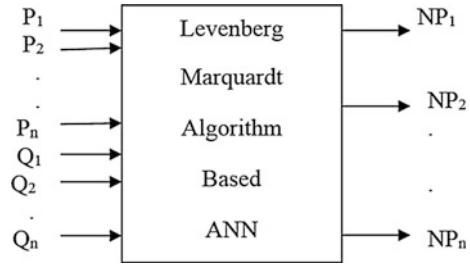 P₁
P₂
.
.
Pₙ
Q₁
Q₂
.
Qₙ
Levenberg
Marquardt
Algorithm
Based
ANN
NP₁
NP₂
.
.
NPₙ